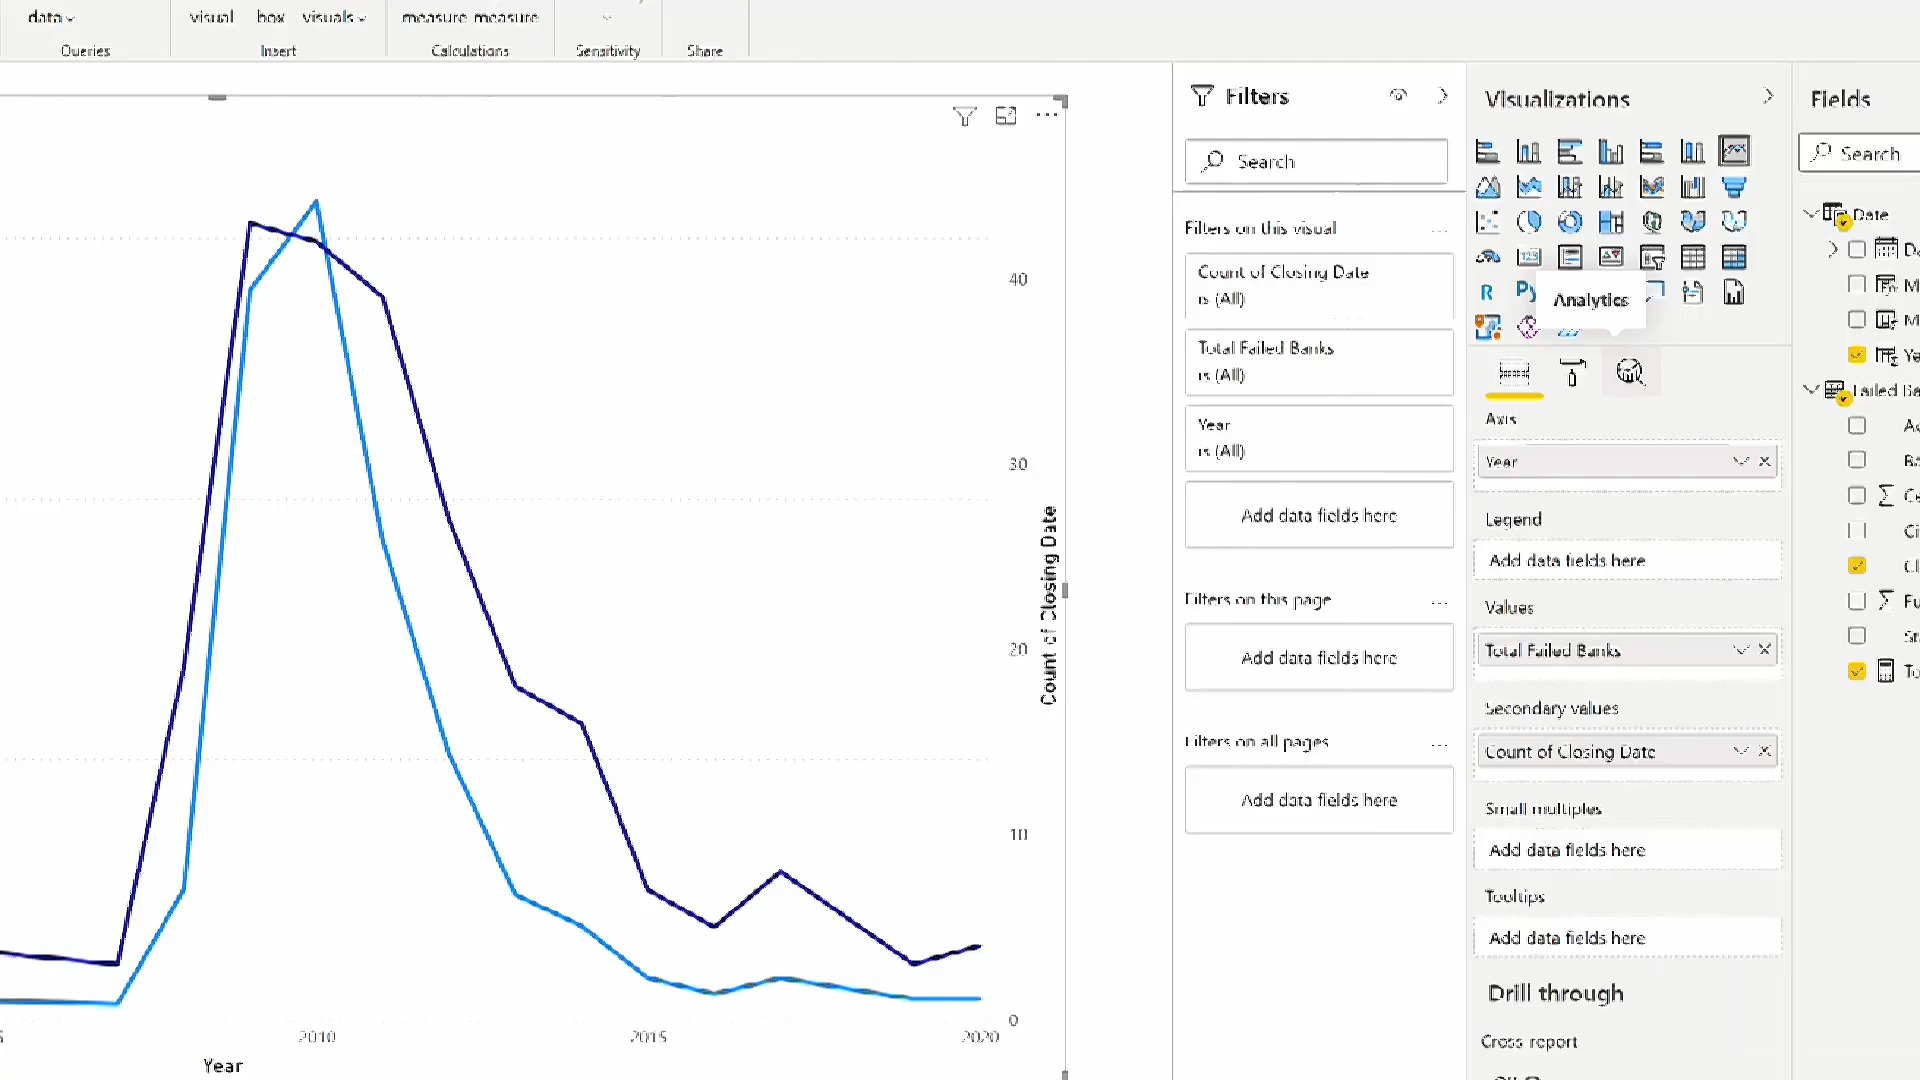 data
Queries
visual box visuals
Insert
measure measure
Calculations
Sensitivity
Share
40
30
20
10
0
Count of Closing Date
2010
2015
2020
Year
Filters
Search
Filters on this visual
Count of Closing Date
is (All)
Total Failed Banks
is (All)
Year
is (All)
Add data fields here
Filters on this page
Add data fields here
Filters on all pages
Add data fields here
Visualizations
123
R
Py
Analytics
Axis
Year
Legend
Add data fields here
Values
Total Failed Banks
Secondary values
Count of Closing Date
Small multiples
Add data fields here
Tooltips
Add data fields here
Drill through
Cross report
Fields
Search
Date